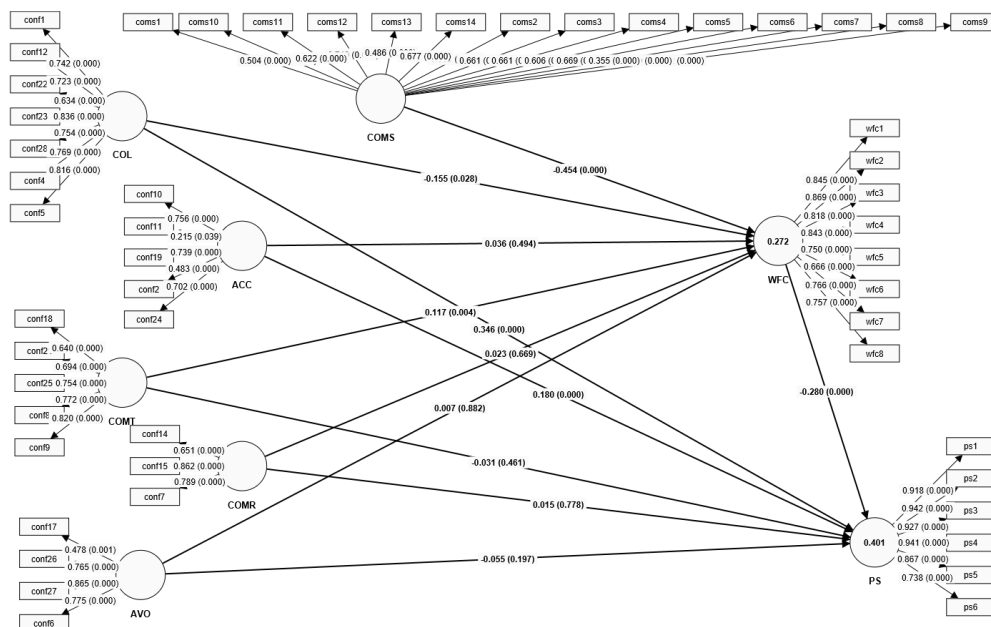 conf1
conf12
conf22
conf23
conf28
conf4
conf5
0.742 (0.000)
0.723 (0.000)
0.634 (0.000)
0.836 (0.000)
0.754 (0.000)
0.769 (0.000)
0.816 (0.000)
COL
coms1
coms10
coms11
coms12
coms13
coms14
coms2
coms3
coms4
coms5
coms6
coms7
coms8
coms9
0.504 (0.000)
0.622 (0.000)
0.486
0.677 (0.000)
0.661
0.661
0.606
0.669
0.355 (0.000)
(0.000)
(0.000)
COMS
conf10
conf11
conf19
conf2
conf24
0.756 (0.000)
0.215 (0.039)
0.739 (0.000)
0.483 (0.000)
0.702 (0.000)
ACC
conf18
conf25
conf9
0.640 (0.000)
0.694 (0.000)
0.754 (0.000)
0.772 (0.000)
0.820 (0.000)
COMT
conf14
conf15
conf7
0.651 (0.000)
0.862 (0.000)
0.789 (0.000)
COMR
conf17
conf26
conf27
conf6
0.478 (0.001)
0.765 (0.000)
0.865 (0.000)
0.775 (0.000)
AVO
-0.454 (0.000)
-0.155 (0.028)
0.036 (0.494)
0.117 (0.004)
0.346 (0.000)
0.023 (0.669)
0.180 (0.000)
0.007 (0.882)
-0.031 (0.461)
0.015 (0.778)
-0.055 (0.197)
-0.280 (0.000)
0.272
WFC
0.845 (0.000)
0.869 (0.000)
0.818 (0.000)
0.843 (0.000)
0.750 (0.000)
0.666 (0.000)
0.766 (0.000)
0.757 (0.000)
wfc1
wfc2
wfc3
wfc4
wfc5
wfc6
wfc7
wfc8
0.401
PS
0.918 (0.000)
0.942 (0.000)
0.927 (0.000)
0.941 (0.000)
0.867 (0.000)
0.738 (0.000)
ps1
ps2
ps3
ps4
ps5
ps6